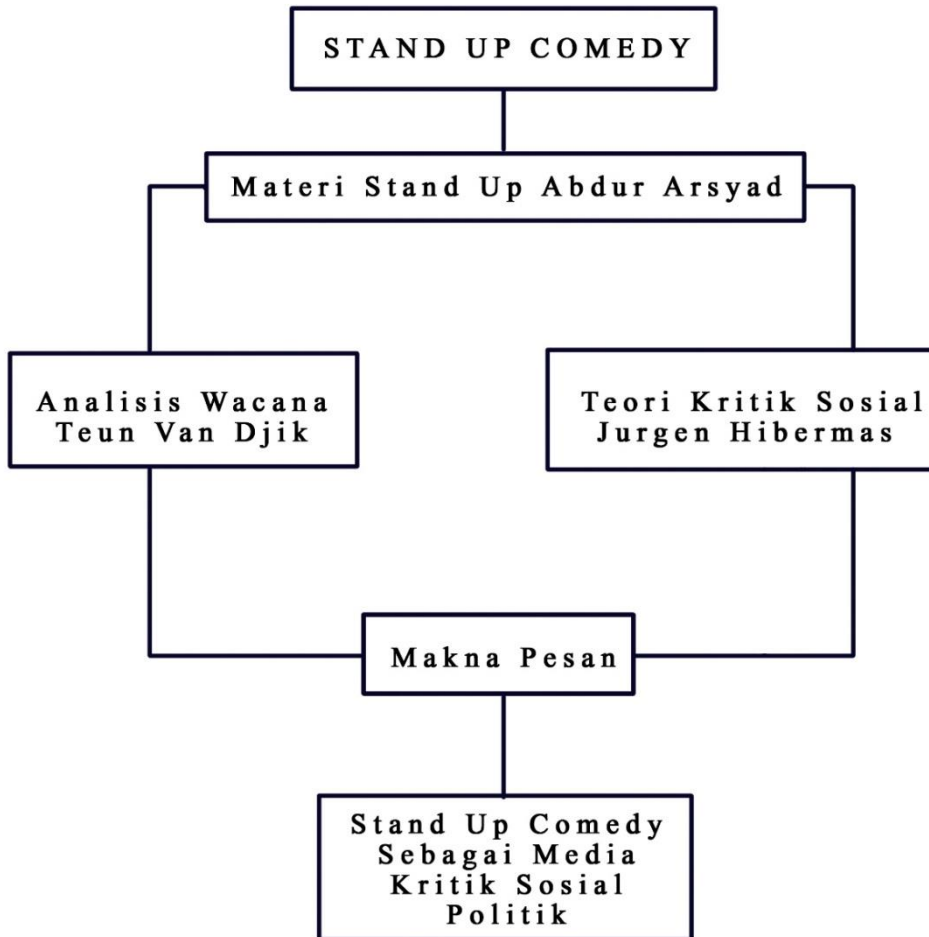 STAND UP COMEDY
Materi Stand Up Abdur Arsyad
Analisis Wacana
Teun Van Djik
Teori Kritik Sosial
Jurgen Hibermas
Makna Pesan
Stand Up Comedy
Sebagai Media
Kritik Sosial
Politik